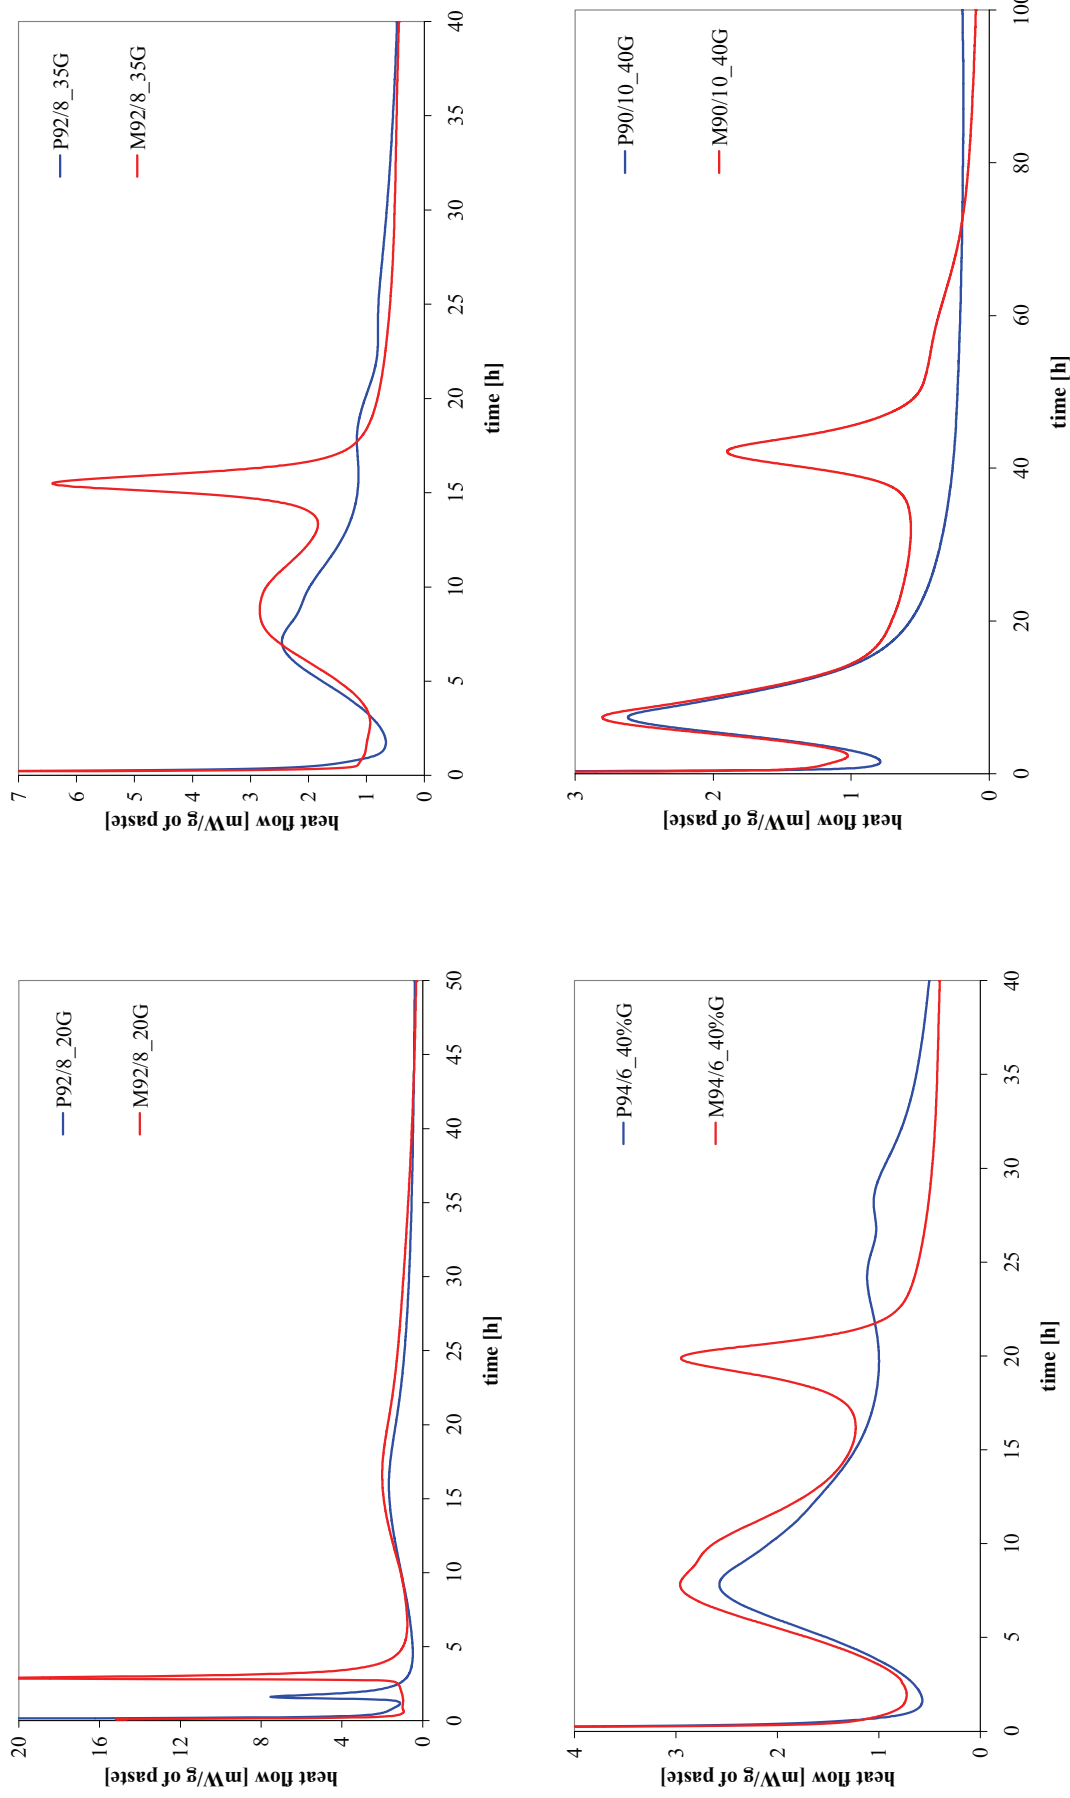 heat flow [mW/g of paste]
20
16
12
8
4
0
0 5 10 15 20 25 30 35 40 45 50
time [h]
P92/8_20G
M92/8_20G
heat flow [mW/g of paste]
7
6
5
4
3
2
1
0
0 5 10 15 20 25 30 35 40
time [h]
P92/8_35G
M92/8_35G
heat flow [mW/g of paste]
4
3
2
1
0
0 5 10 15 20 25 30 35 40
time [h]
P94/6_40%G
M94/6_40%G
heat flow [mW/g of paste]
3
2
1
0
0 20 40 60 80 100
time [h]
P90/10_40G
M90/10_40G